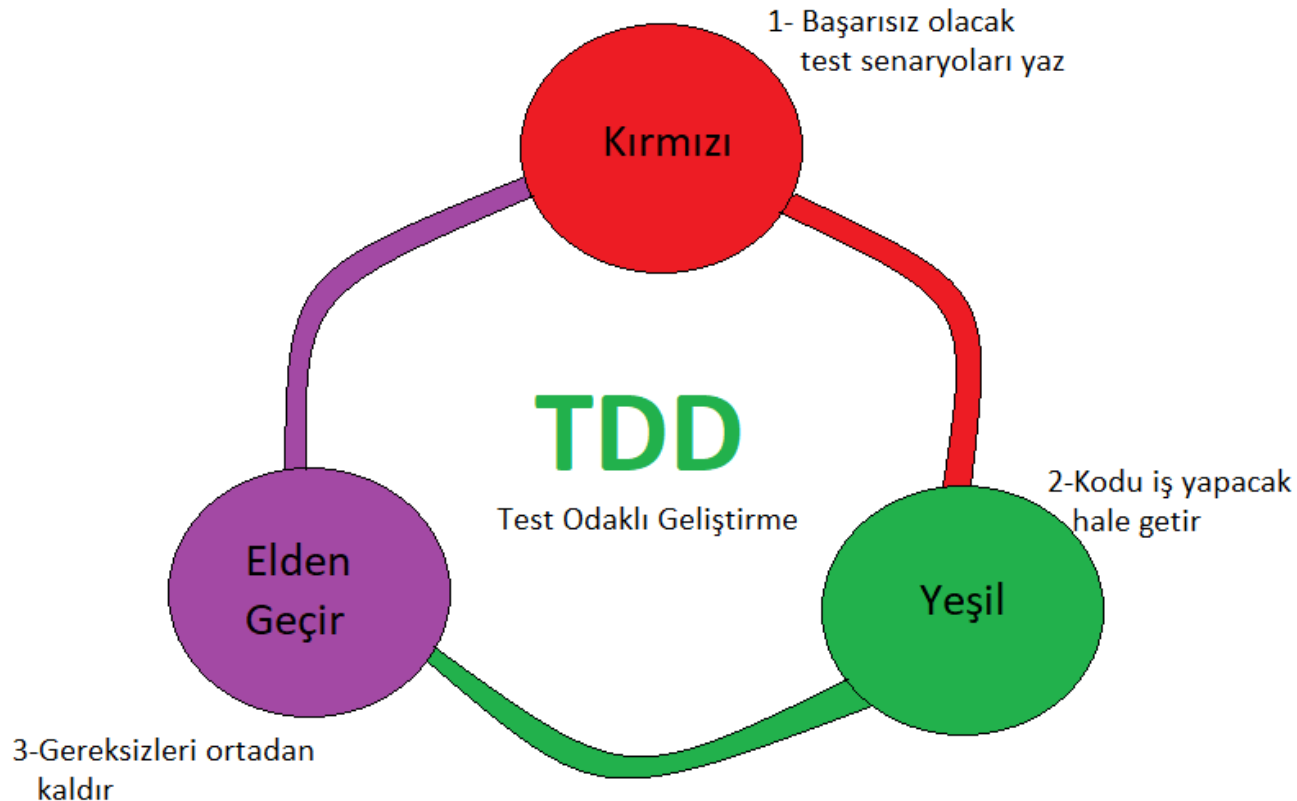 1- Başarısız olacak
test senaryoları yaz
Kırmızı
TDD
Test Odaklı Geliştirme
2-Kodu iş yapacak
hale getir
Yeşil
Elden
Geçir
3-Gereksizleri ortadan
kaldır